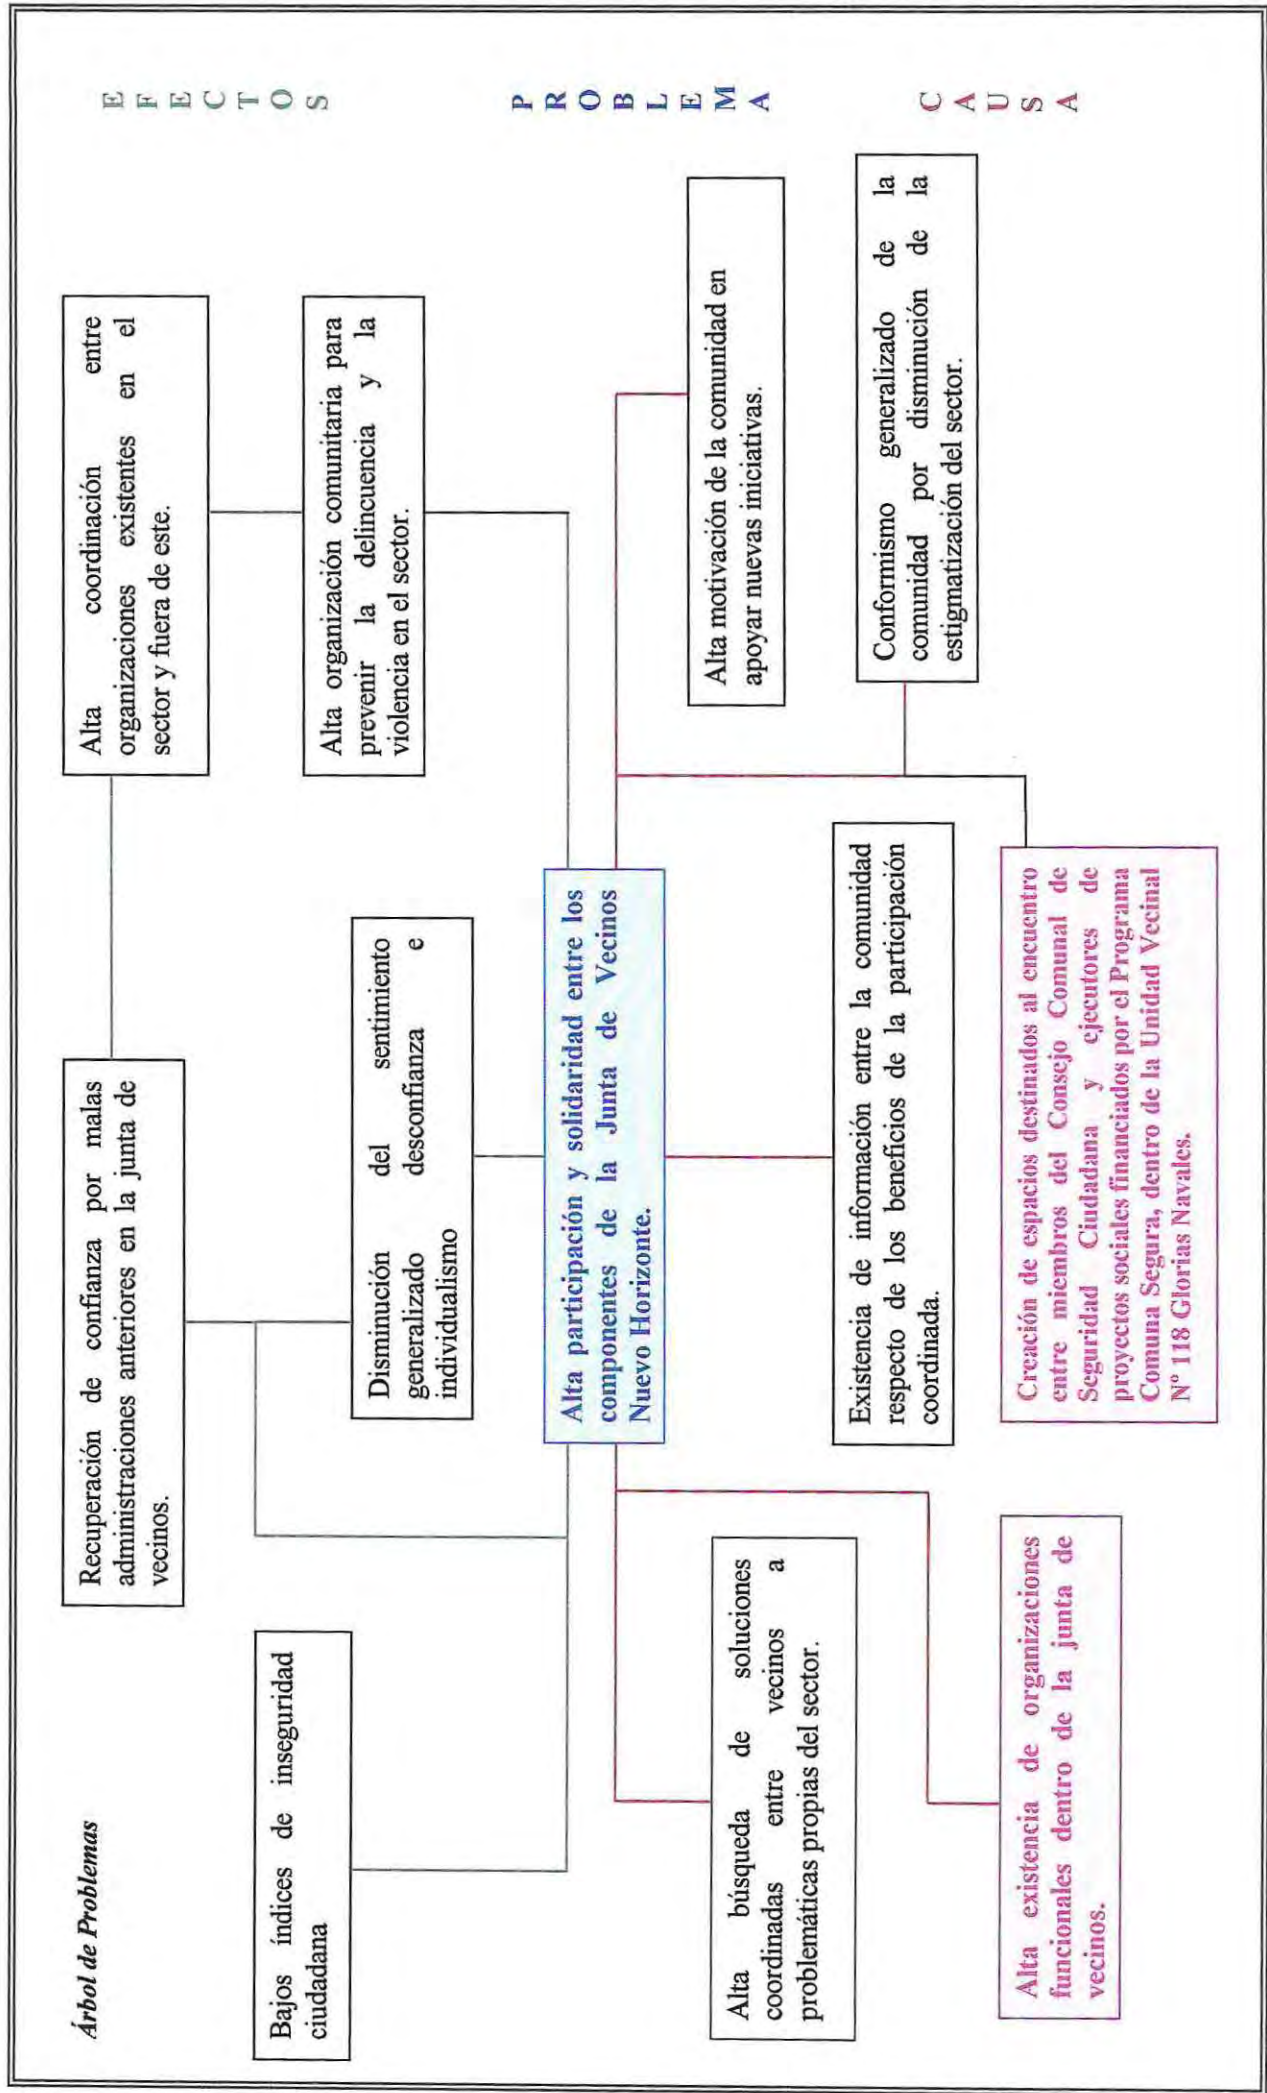 Árbol de Problemas
Recuperación de confianza por malas
administraciones anteriores en la junta de
vecinos.
Alta coordinación entre
organizaciones existentes en el
sector y fuera de este.
EFECTOS
Bajos índices de inseguridad
ciudadana
Disminución del sentimiento
generalizado desconfianza e
individualismo
Alta organización comunitaria para
prevenir la delincuencia y la
violencia en el sector.
Alta participación y solidaridad entre los
componentes de la Junta de Vecinos
Nuevo Horizonte.
PROBLEMA
Alta búsqueda de soluciones
coordinadas entre vecinos a
problemáticas propias del sector.
Existencia de información entre la comunidad
respecto de los beneficios de la participación
coordinada.
Alta motivación de la comunidad en
apoyar nuevas iniciativas.
Conformismo generalizado de la
comunidad por disminución de la
estigmatización del sector.
CAUSA
Alta existencia de organizaciones
funcionales dentro de la junta de
vecinos.
Creación de espacios destinados al encuentro
entre miembros del Consejo Comunal de
Seguridad Ciudadana y ejecutores de
proyectos sociales financiados por el Programa
Comuna Segura, dentro de la Unidad Vecinal
Nº 118 Glorias Navales.